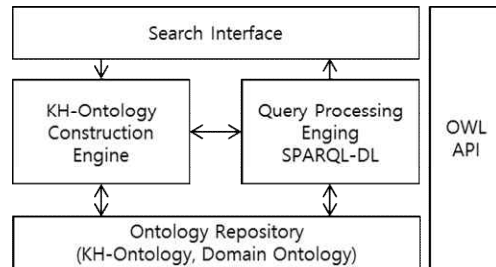 Search Interface
KH-Ontology
Construction
Engine
Query Processing
Enging
SPARQL-DL
OWL
API
Ontology Repository
(KH-Ontology, Domain Ontology)